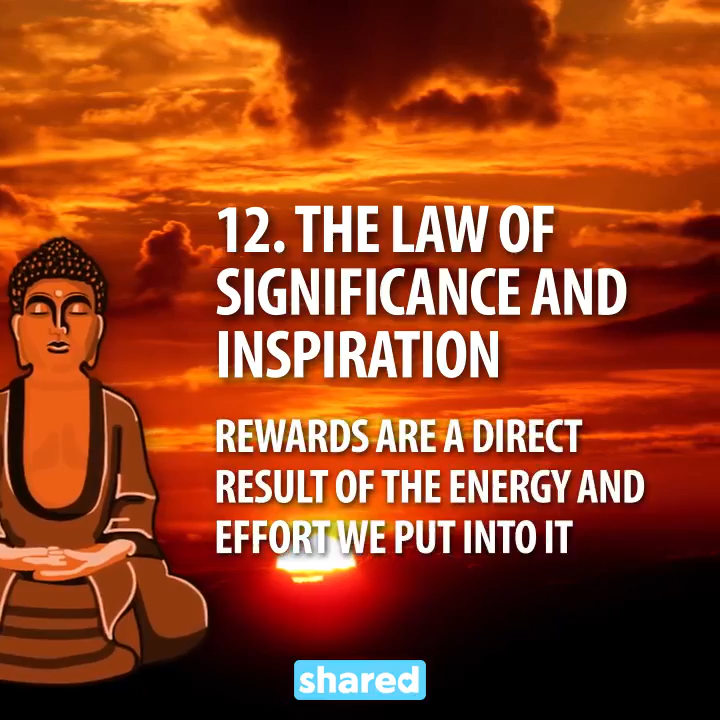 12. THE LAW OF
SIGNIFICANCE AND
INSPIRATION
REWARDS ARE A DIRECT
RESULT OF THE ENERGY AND
EFFORT WE PUT INTO IT
shared